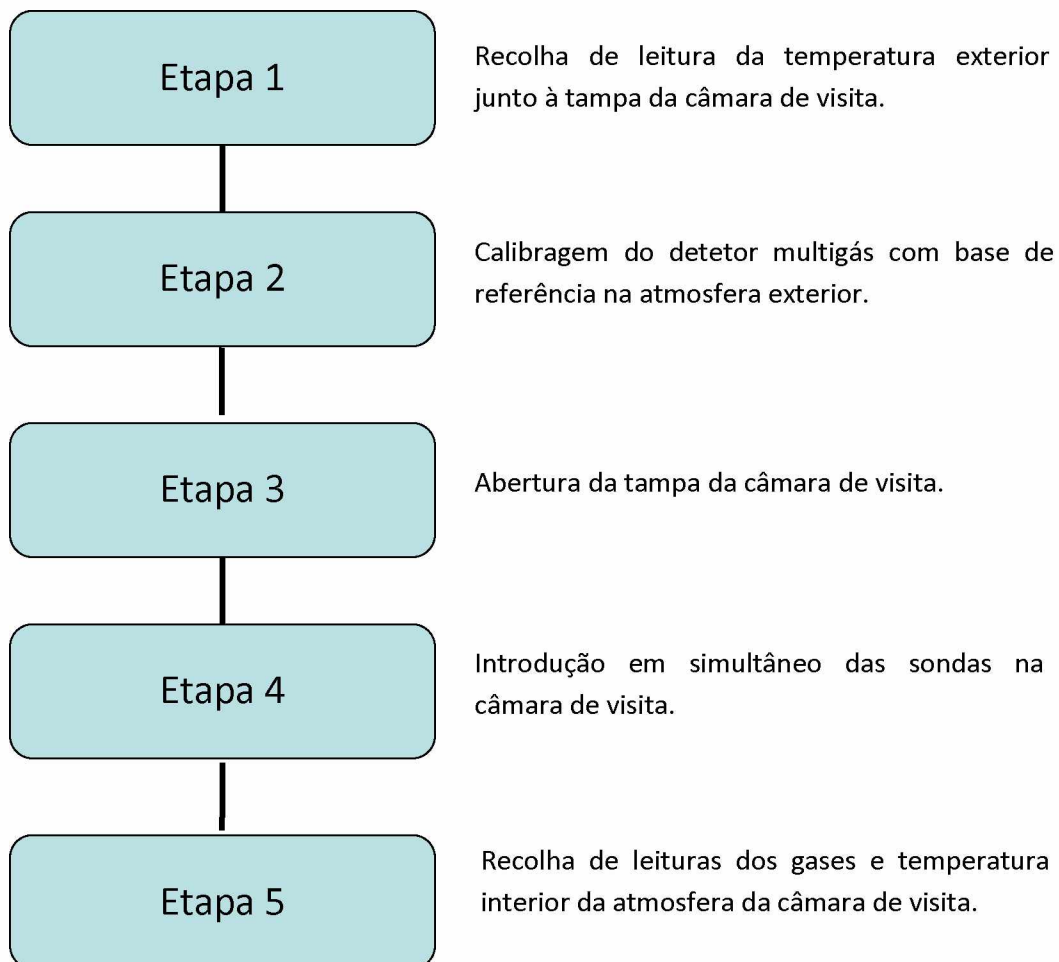 Etapa 1
Recolha de leitura da temperatura exterior
junto à tampa da câmara de visita.
Etapa 2
Calibragem do detetor multigás com base de
referência na atmosfera exterior.
Etapa 3
Abertura da tampa da câmara de visita.
Etapa 4
Introdução em simultâneo das sondas na
câmara de visita.
Etapa 5
Recolha de leituras dos gases e temperatura
interior da atmosfera da câmara de visita.